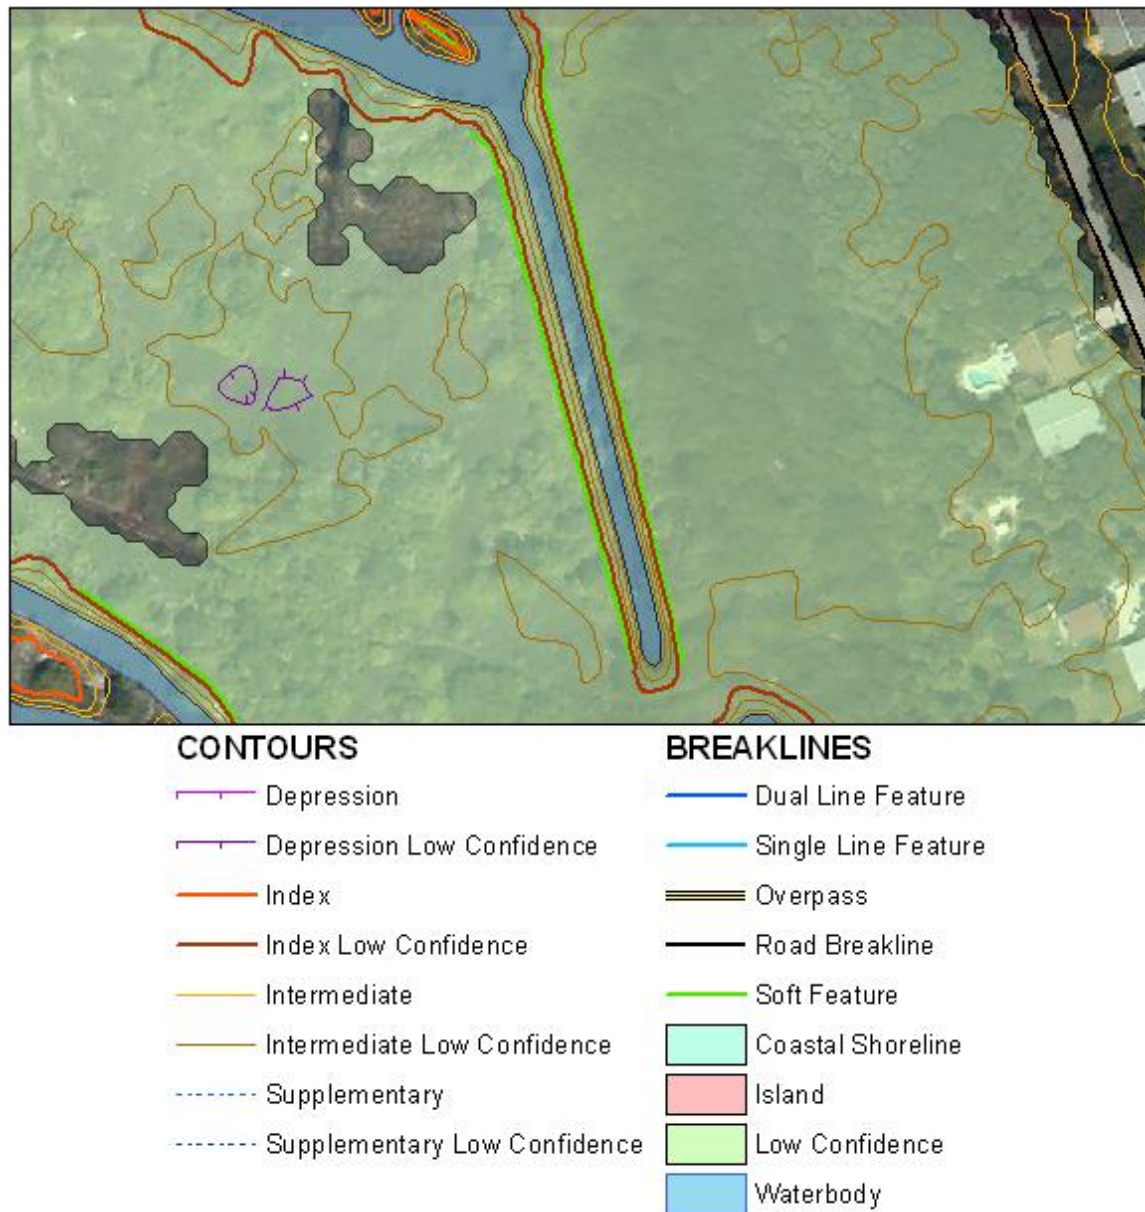 CONTOURS
Depression
Depression Low Confidence
Index
Index Low Confidence
Intermediate
Intermediate Low Confidence
Supplementary
Supplementary Low Confidence
BREAKLINES
Dual Line Feature
Single Line Feature
Overpass
Road Breakline
Soft Feature
Coastal Shoreline
Island
Low Confidence
Waterbody